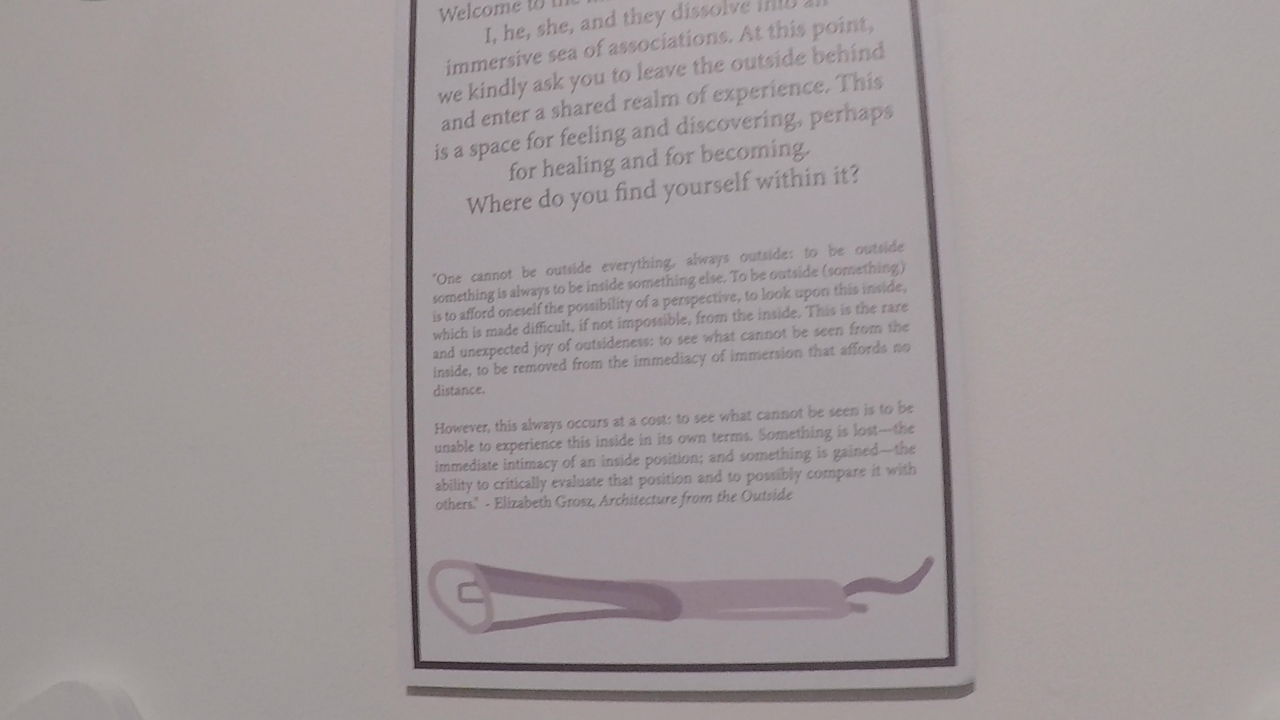 Welcome to the
I, he, she, and they dissolve into an
immersive sea of associations. At this point,
we kindly ask you to leave the outside behind
and enter a shared realm of experience. This
is a space for feeling and discovering, perhaps
for healing and for becoming.
Where do you find yourself within it?
"One cannot be outside everything, always outside: to be outside
something is always to be inside something else. To be outside (something)
is to afford oneself the possibility of a perspective, to look upon this inside,
which is made difficult, if not impossible, from the inside. This is the rare
and unexpected joy of outsideness: to see what cannot be seen from the
inside, to be removed from the immediacy of immersion that affords no
distance.
However, this always occurs at a cost: to see what cannot be seen is to be
unable to experience this inside in its own terms. Something is lost—the
immediate intimacy of an inside position; and something is gained—the
ability to critically evaluate that position and to possibly compare it with
others." - Elizabeth Grosz, Architecture from the Outside